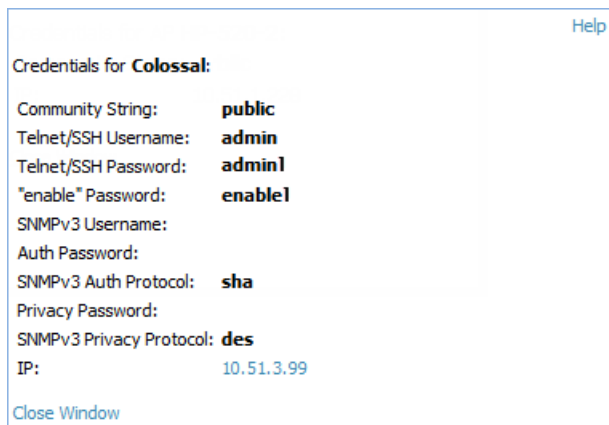 Help
Credentials for Colossal:
Community String: public
Telnet/SSH Username: admin
Telnet/SSH Password: admin1
"enable" Password: enable1
SNMPv3 Username:
Auth Password:
SNMPv3 Auth Protocol: sha
Privacy Password:
SNMPv3 Privacy Protocol: des
IP: 10.51.3.99
Close Window